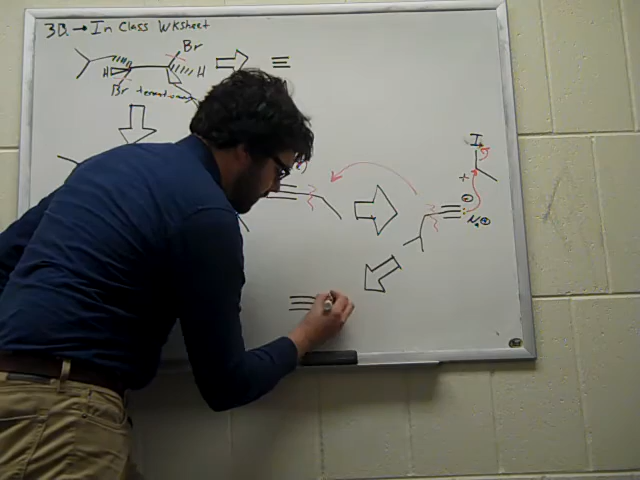 3D. → In Class Wksheet
Br
H
H
Br
I
+
⊖
Na⊕